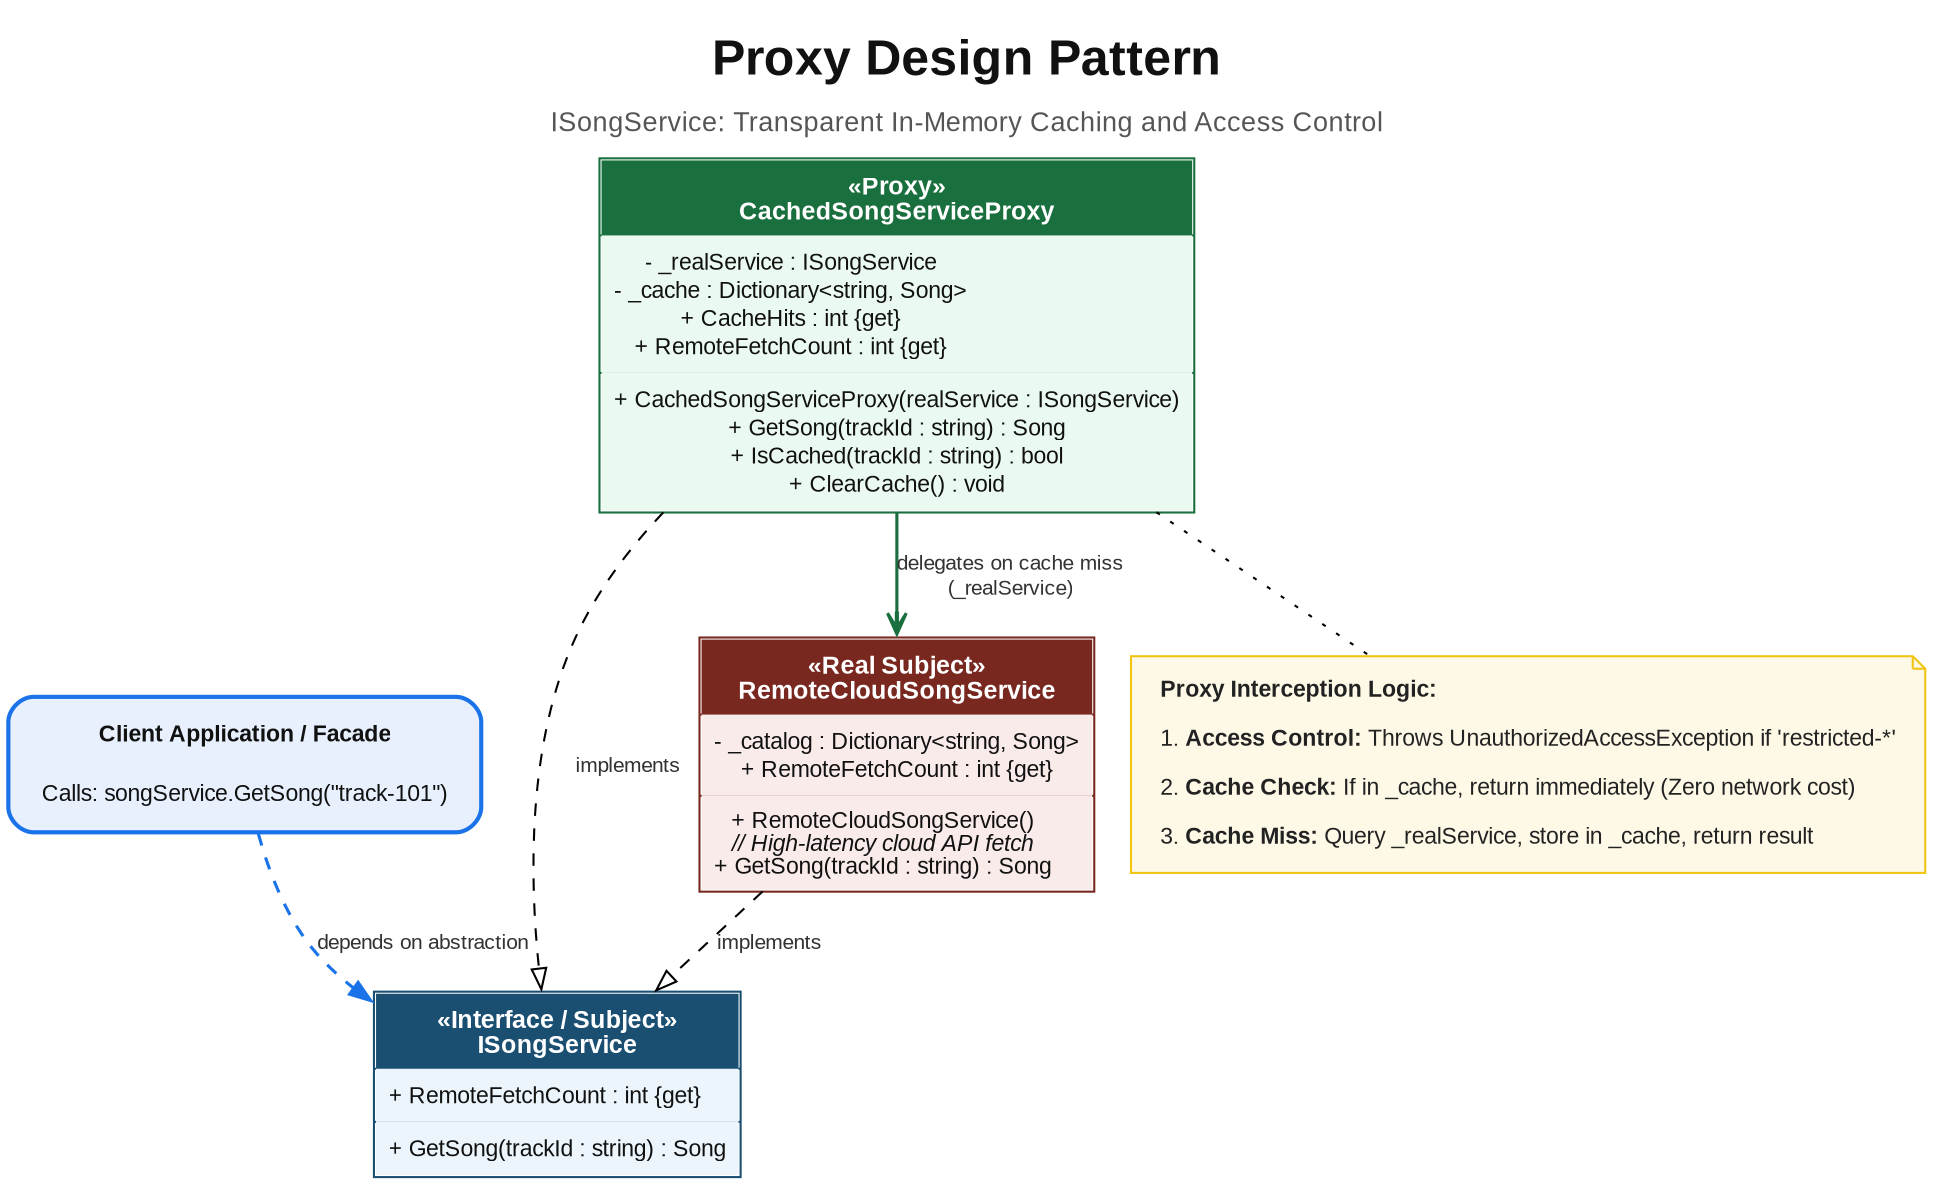 Proxy Design Pattern
ISongService: Transparent In-Memory Caching and Access Control
«Proxy»
CachedSongServiceProxy
- _realService : ISongService
- _cache : Dictionary<string, Song>
+ CacheHits : int {get}
+ RemoteFetchCount : int {get}
+ CachedSongServiceProxy(realService : ISongService)
+ GetSong(trackId : string) : Song
+ IsCached(trackId : string) : bool
+ ClearCache() : void
delegates on cache miss
(_realService)
«Real Subject»
RemoteCloudSongService
- _catalog : Dictionary<string, Song>
+ RemoteFetchCount : int {get}
+ RemoteCloudSongService()
// High-latency cloud API fetch
+ GetSong(trackId : string) : Song
Proxy Interception Logic:
1. Access Control: Throws UnauthorizedAccessException if 'restricted-*'
2. Cache Check: If in _cache, return immediately (Zero network cost)
3. Cache Miss: Query _realService, store in _cache, return result
Client Application / Facade
Calls: songService.GetSong("track-101")
implements
depends on abstraction
implements
«Interface / Subject»
ISongService
+ RemoteFetchCount : int {get}
+ GetSong(trackId : string) : Song